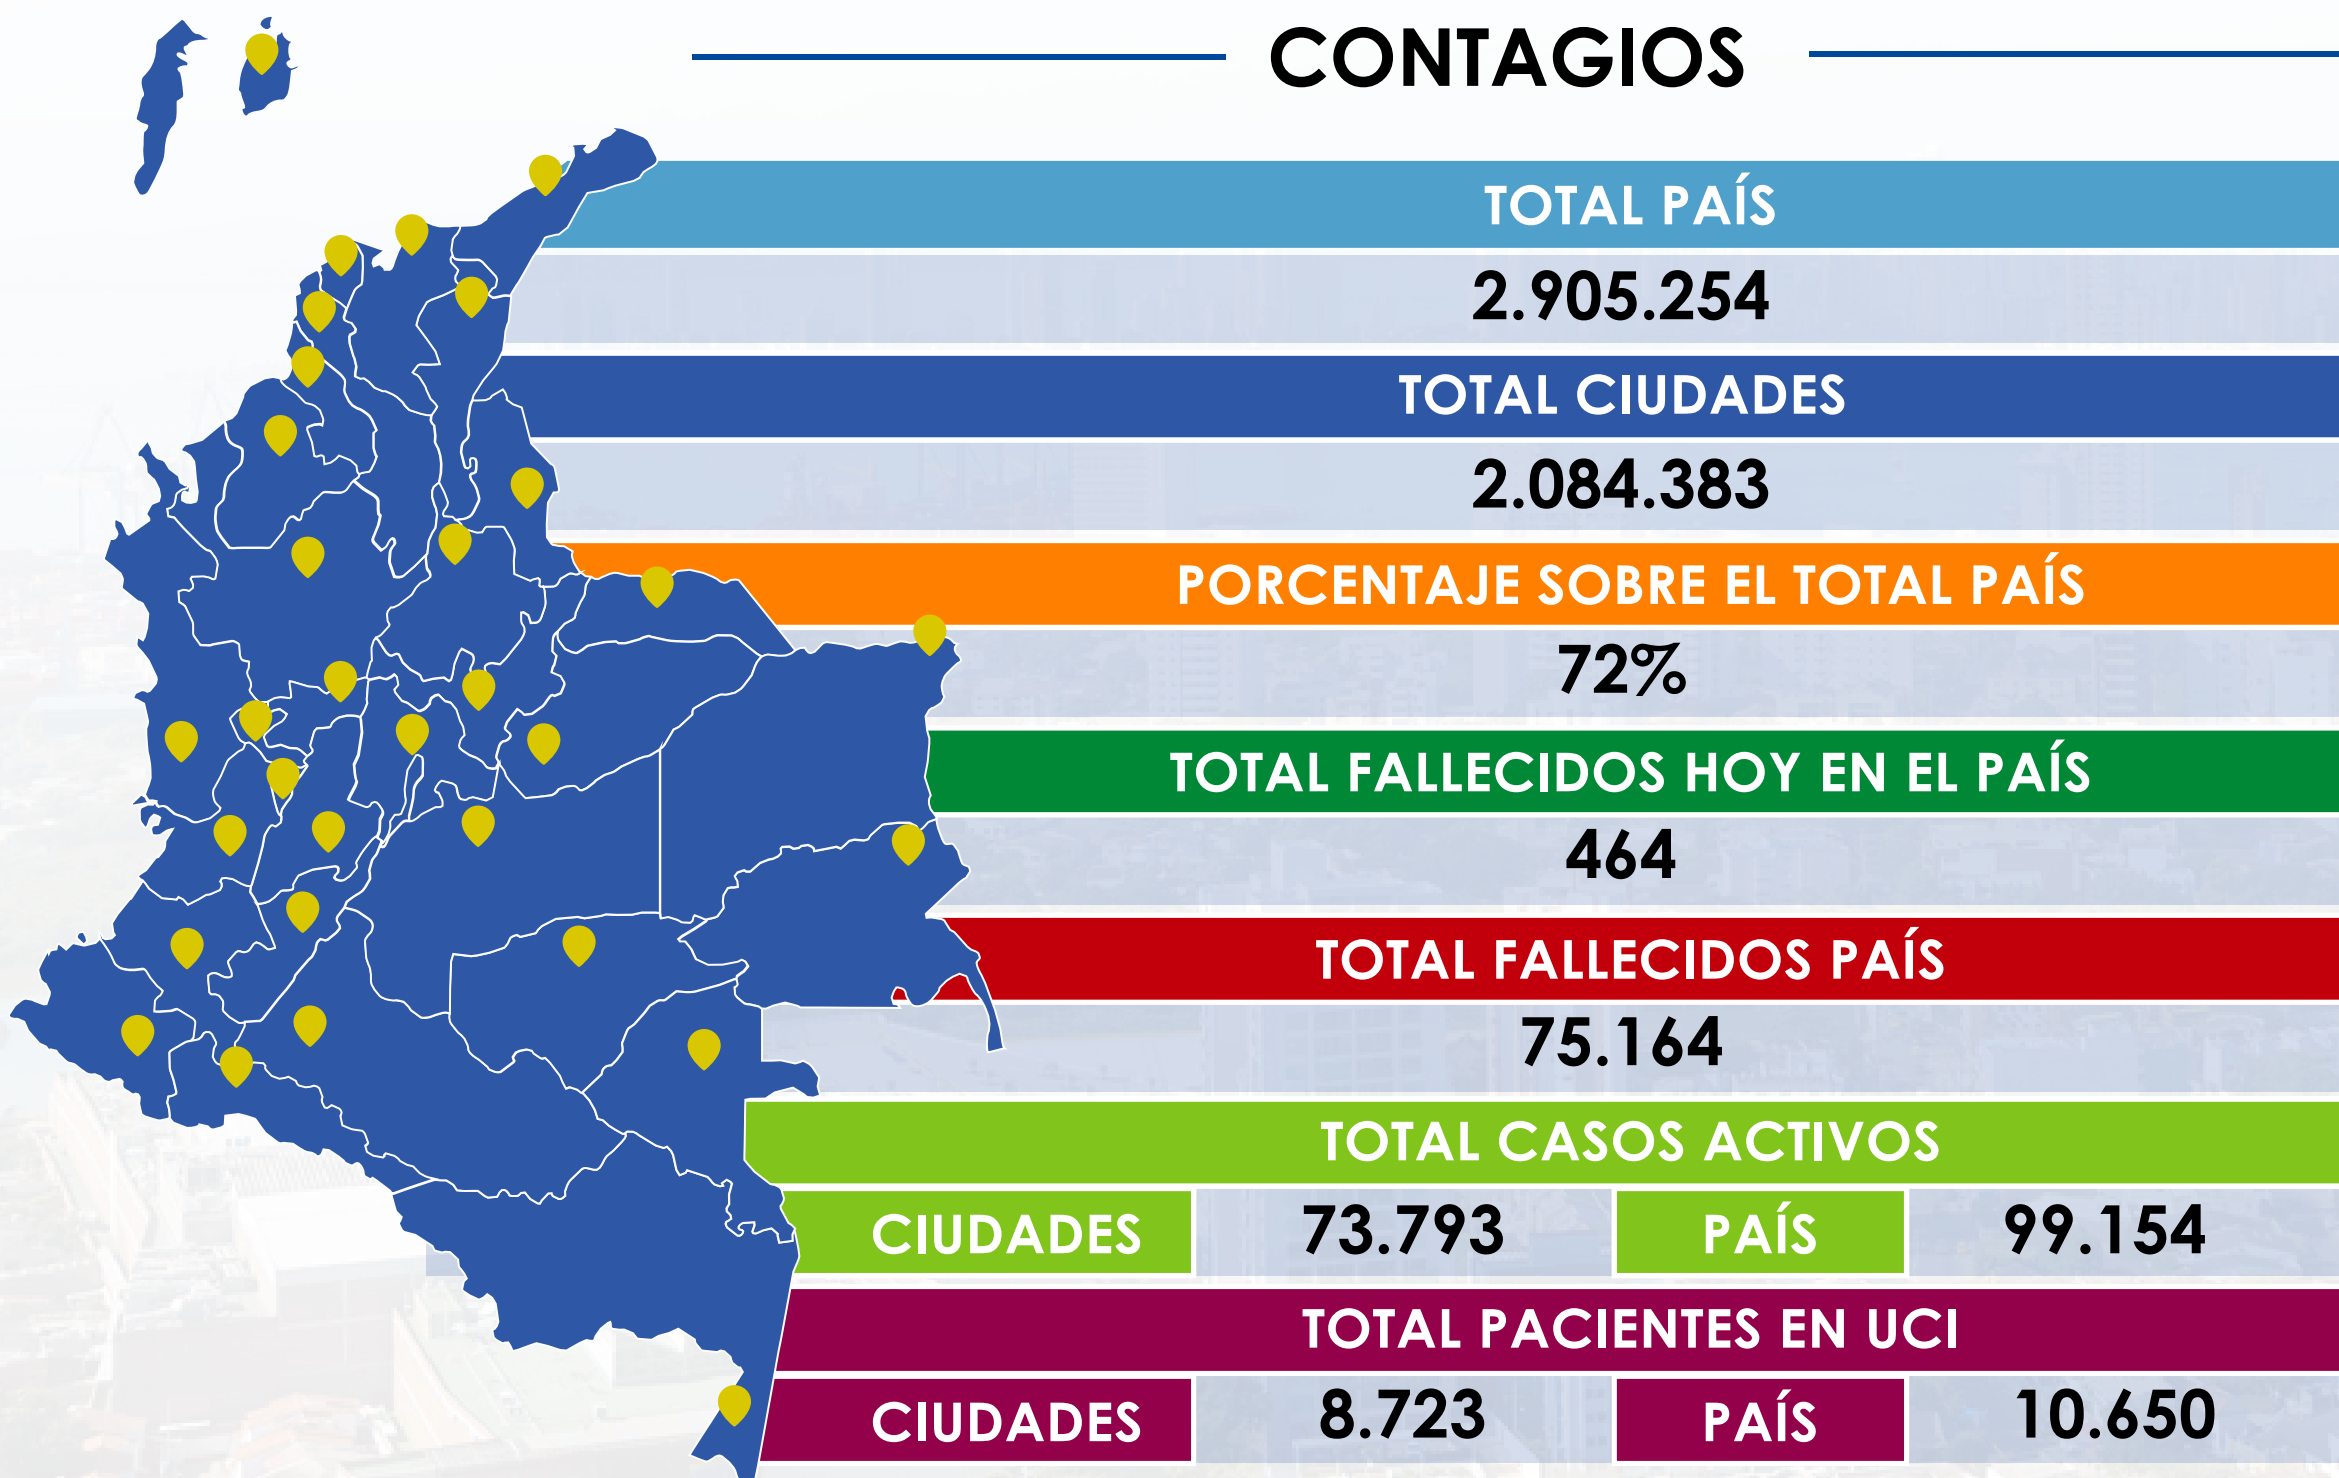 CONTAGIOS
TOTAL PAÍS
2.905.254
TOTAL CIUDADES
2.084.383
PORCENTAJE SOBRE EL TOTAL PAÍS
72%
TOTAL FALLECIDOS HOY EN EL PAÍS
464
TOTAL FALLECIDOS PAÍS
75.164
TOTAL CASOS ACTIVOS
CIUDADES 73.793 PAÍS 99.154
TOTAL PACIENTES EN UCI
CIUDADES 8.723 PAÍS 10.650